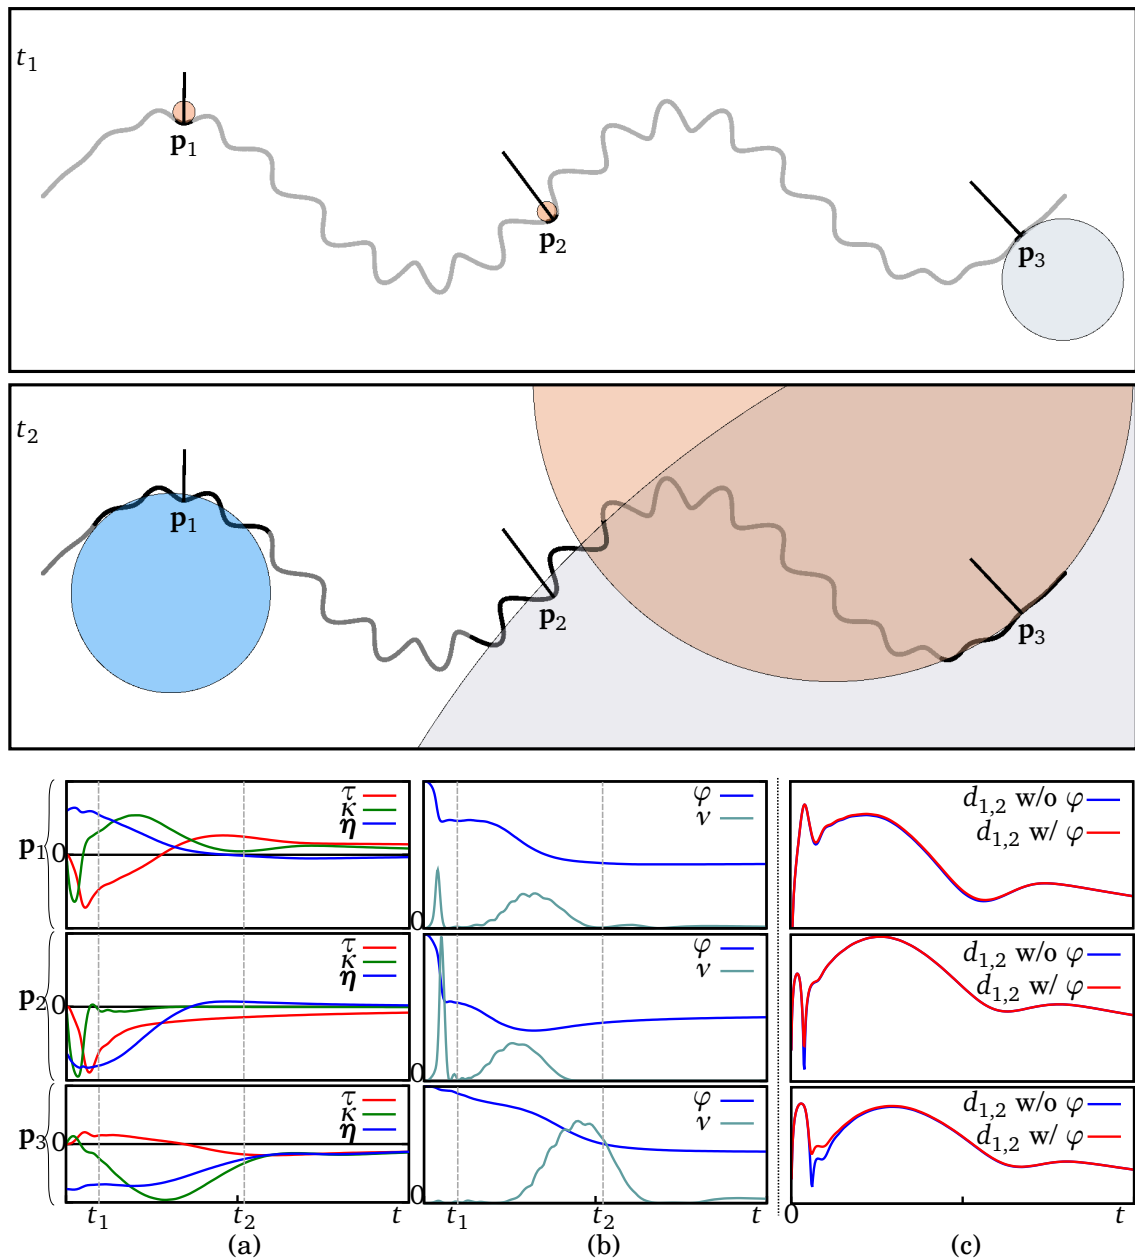 t₁
p₁
p₂
p₃
t₂
p₁
p₂
p₃
p₁ 0 τ κ η
0 φ ν
d₁,₂ w/o φ
d₁,₂ w/ φ
p₂ 0 τ κ η
0 φ ν
d₁,₂ w/o φ
d₁,₂ w/ φ
p₃ 0 τ κ η
0 φ ν
d₁,₂ w/o φ
d₁,₂ w/ φ
t₁ t₂ t
t₁ t₂
0 t
(a) (b) (c)